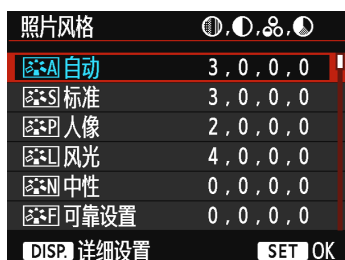 照片风格
A 自动 3,0,0,0
S 标准 3,0,0,0
P 人像 2,0,0,0
L 风光 4,0,0,0
N 中性 0,0,0,0
F 可靠设置 0,0,0,0
DISP. 详细设置 SET OK